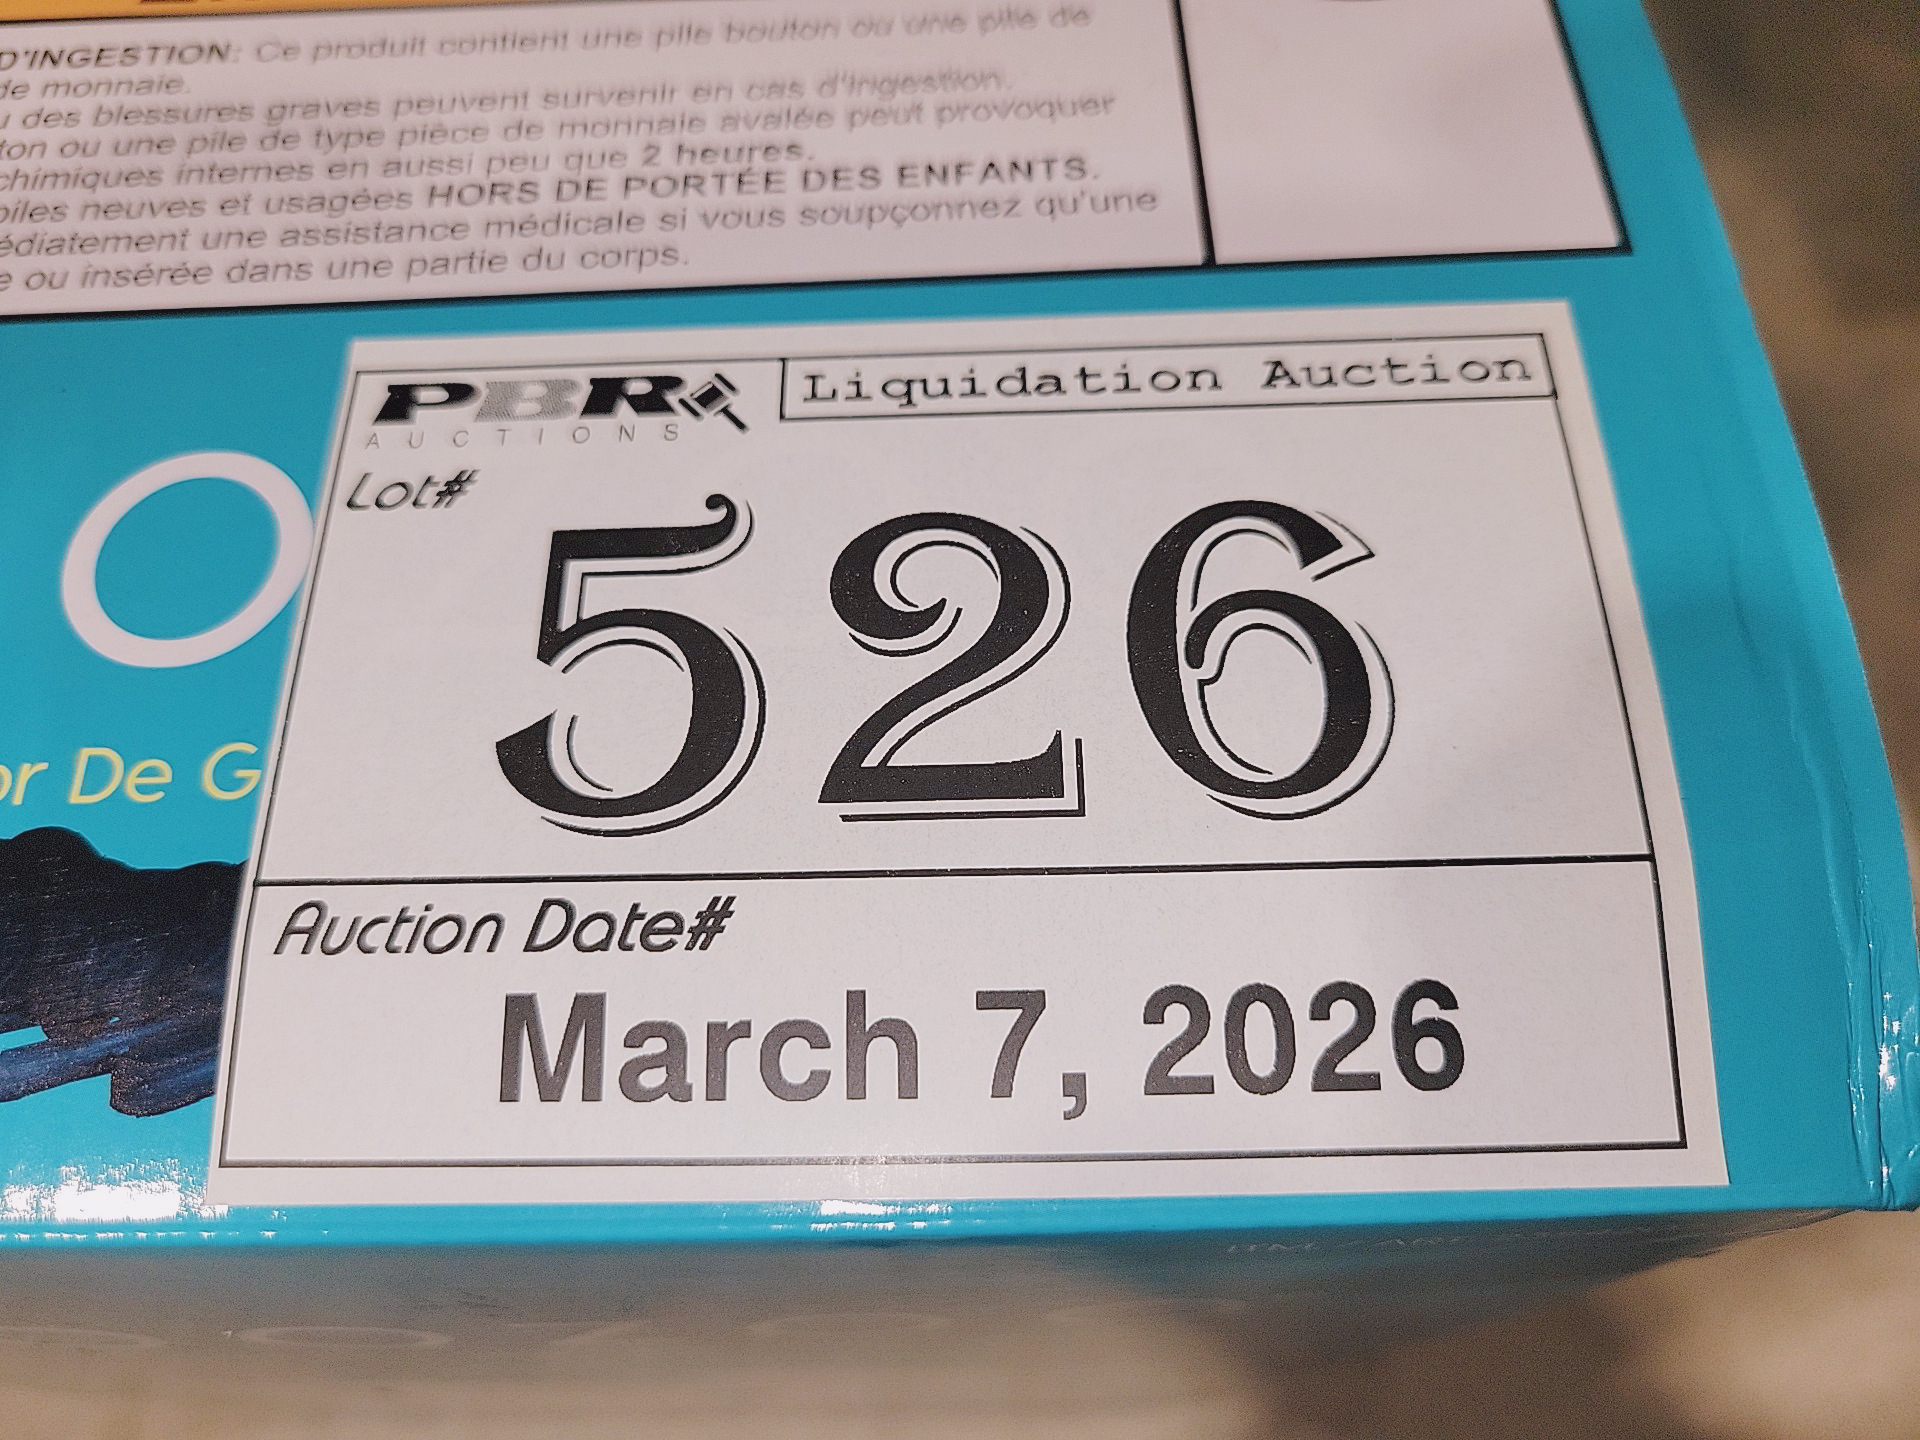 D'INGESTION: Ce produit contient une pile bouton ou une pile de
de monnaie.
u des blessures graves peuvent survenir en cas d'ingestion.
ton ou une pile de type pièce de monnaie avalée peut provoquer
chimiques internes en aussi peu que 2 heures.
piles neuves et usagées HORS DE PORTÉE DES ENFANTS.
édiatement une assistance médicale si vous soupçonnez qu'une
e ou insérée dans une partie du corps.
PBR
AUCTIONS
Liquidation Auction
Lot#
526
O
or De G
Auction Date#
March 7, 2026